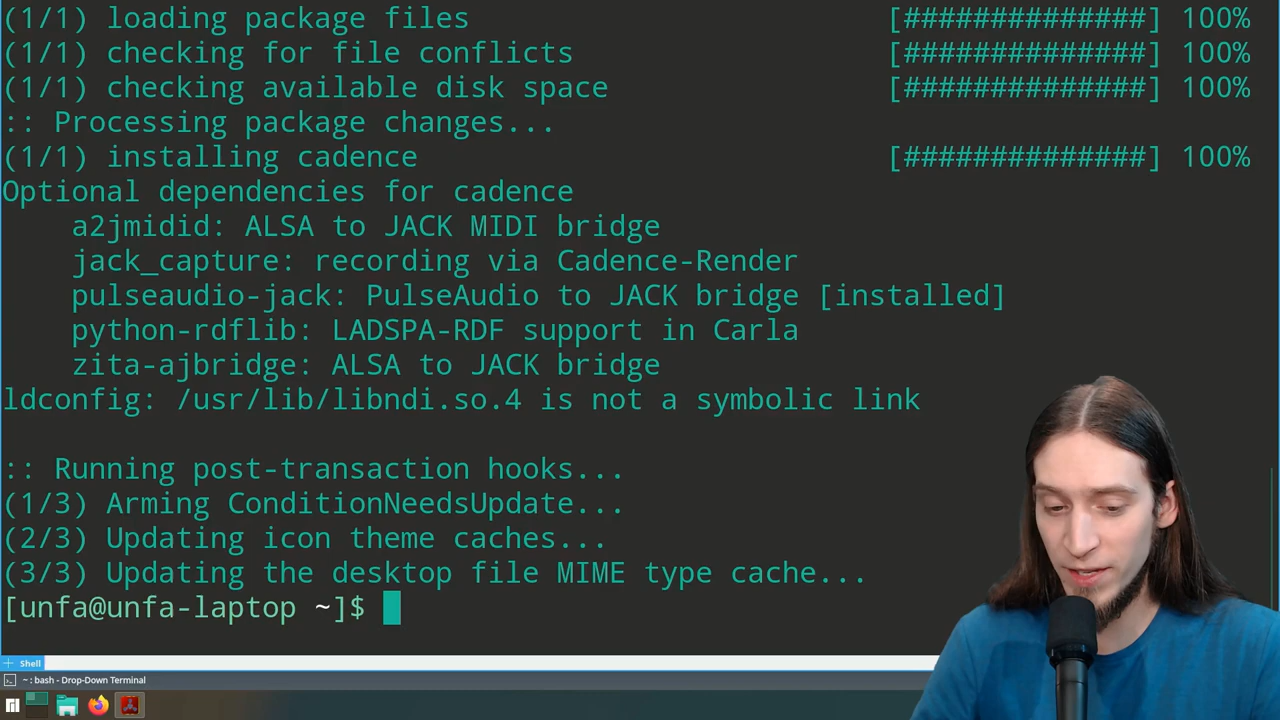 (1/1) loading package files [##############] 100%
(1/1) checking for file conflicts [##############] 100%
(1/1) checking available disk space [##############] 100%
:: Processing package changes...
(1/1) installing cadence [##############] 100%
Optional dependencies for cadence
a2jmidid: ALSA to JACK MIDI bridge
jack_capture: recording via Cadence-Render
pulseaudio-jack: PulseAudio to JACK bridge [installed]
python-rdflib: LADSPA-RDF support in Carla
zita-ajbridge: ALSA to JACK bridge
ldconfig: /usr/lib/libndi.so.4 is not a symbolic link
:: Running post-transaction hooks...
(1/3) Arming ConditionNeedsUpdate...
(2/3) Updating icon theme caches...
(3/3) Updating the desktop file MIME type cache...
[unfa@unfa-laptop ~]$
Shell
~ : bash - Drop-Down Terminal